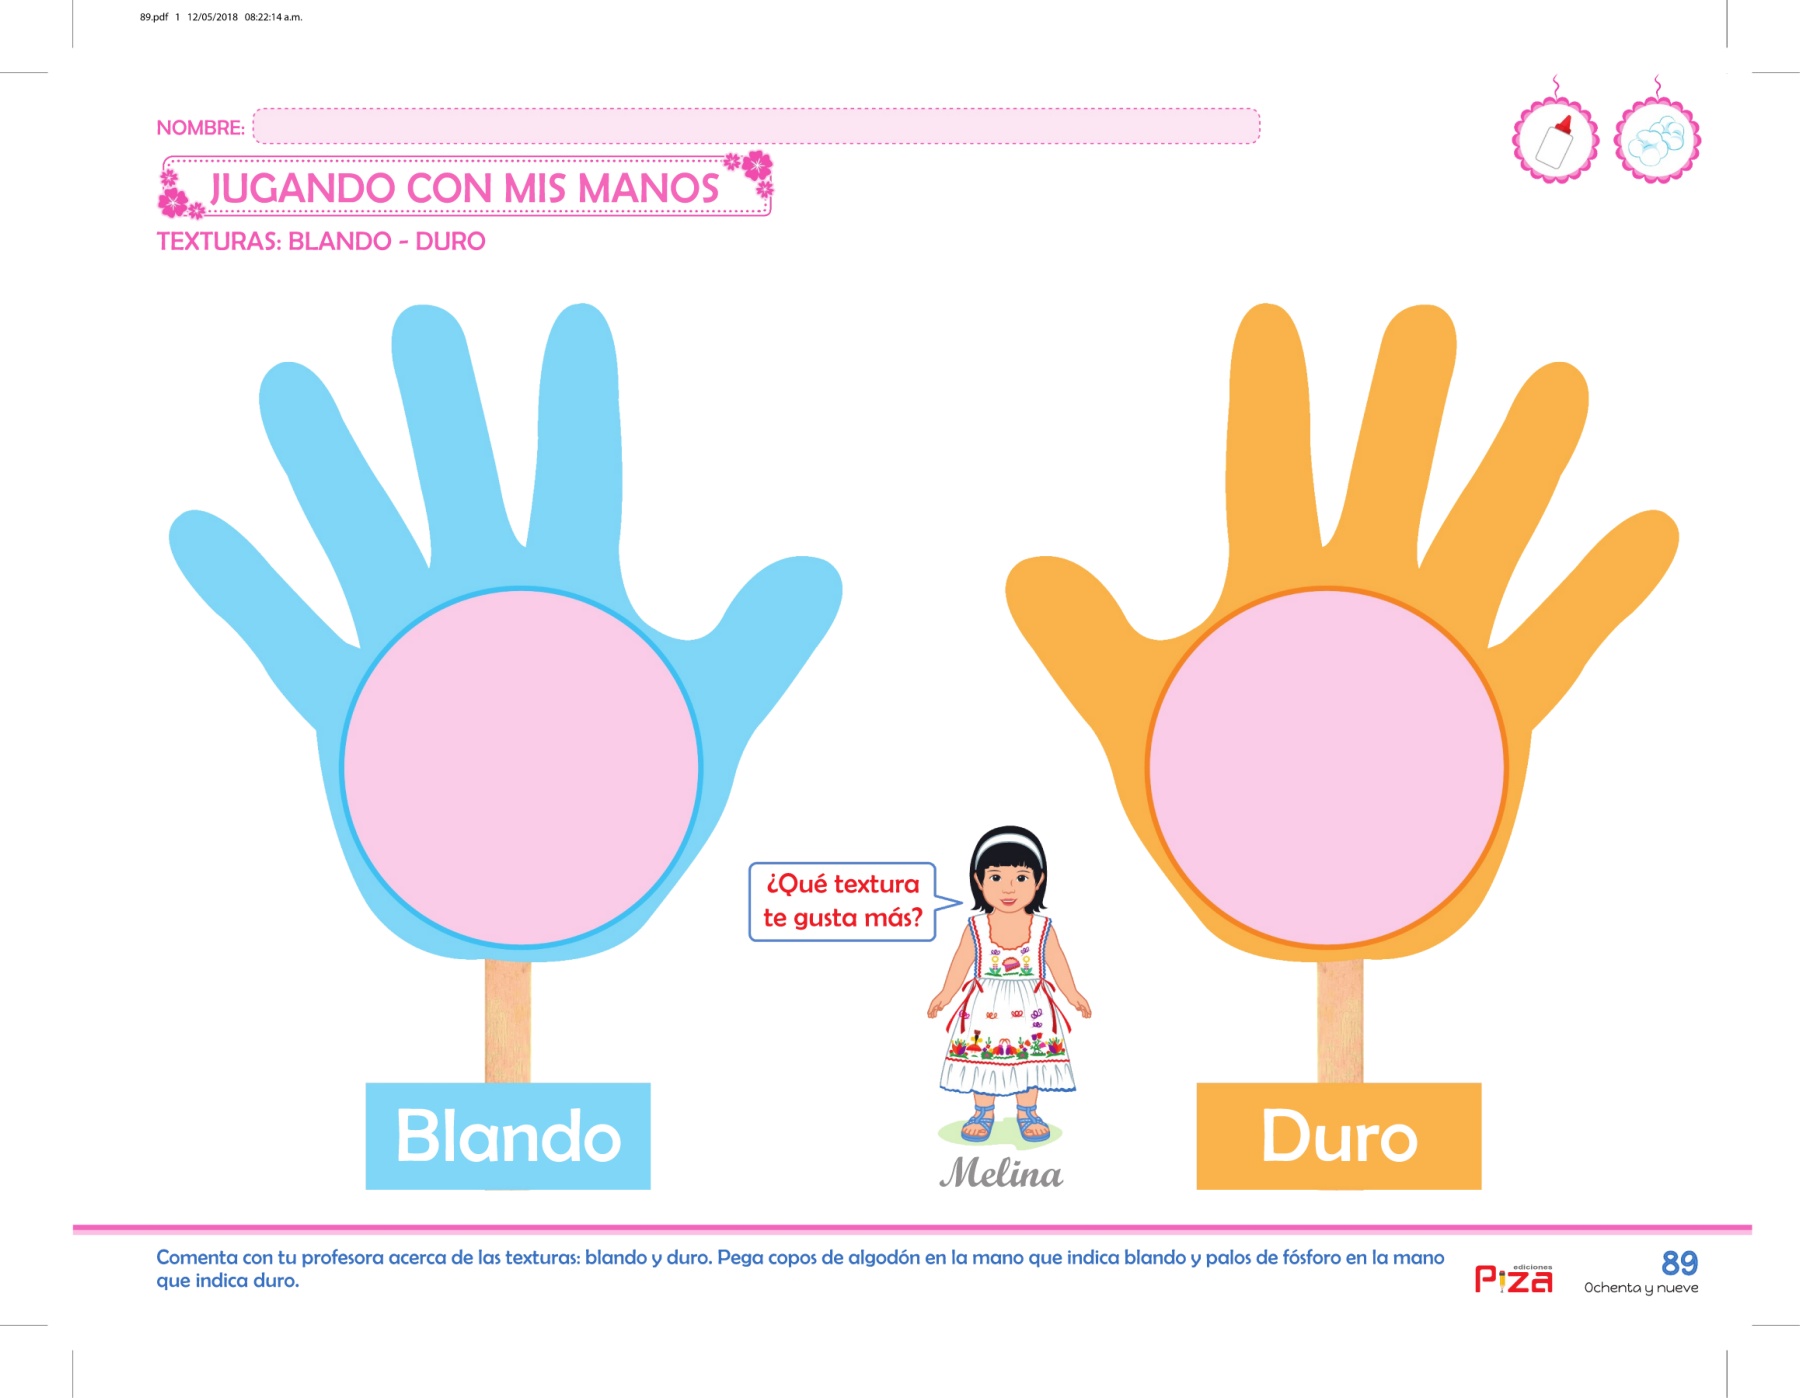 89.pdf 1 12/05/2018 08:22:14 a.m.
NOMBRE:
JUGANDO CON MIS MANOS
TEXTURAS: BLANDO - DURO
¿Qué textura
te gusta más?
Blando
Melina
Duro
Comenta con tu profesora acerca de las texturas: blando y duro. Pega copos de algodón en la mano que indica blando y palos de fósforo en la mano
que indica duro.
ediciones
Piza
89
Ochenta y nueve